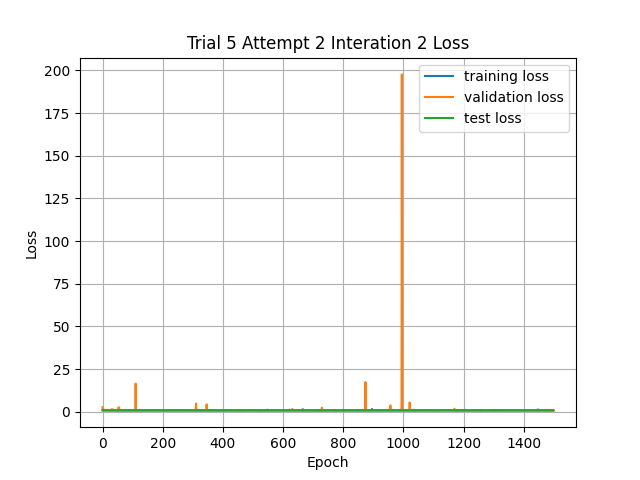 Trial 5 Attempt 2 Interation 2 Loss
200
175
150
125
100
75
50
25
0
Loss
training loss
validation loss
test loss
0 200 400 600 800 1000 1200 1400
Epoch